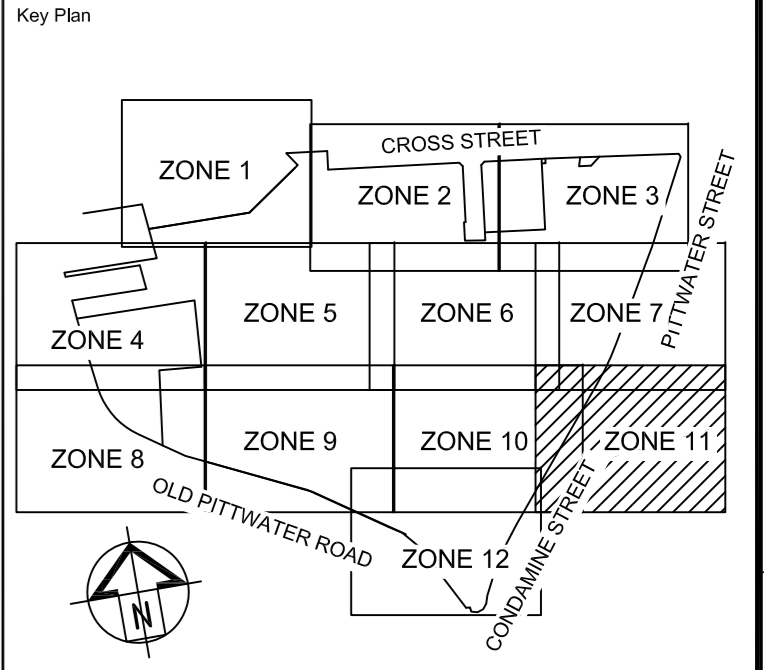 Key Plan
CROSS STREET
ZONE 1
ZONE 2
ZONE 3
PITTWATER STREET
ZONE 4
ZONE 5
ZONE 6
ZONE 7
ZONE 8
ZONE 9
ZONE 10
ZONE 11
OLD PITTWATER ROAD
ZONE 12
CONDAMINE STREET
N